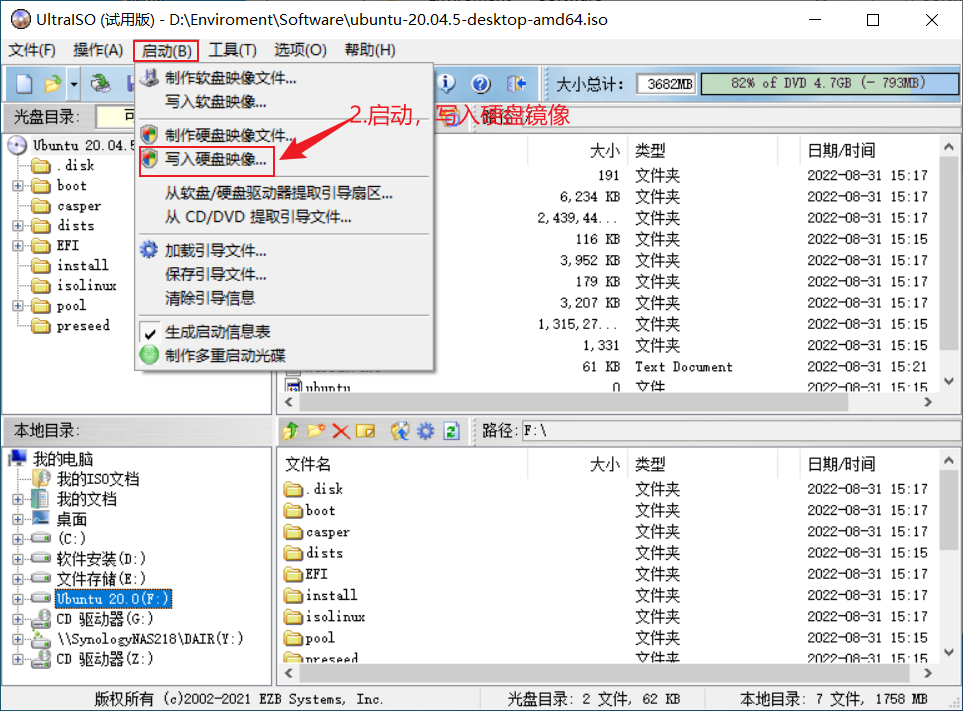 UltraISO (试用版) - D:\Enviroment\Software\ubuntu-20.04.5-desktop-amd64.iso
文件(F) 操作(A) 启动(B) 工具(T) 选项(O) 帮助(H)
大小总计: 3682MB 82% of DVD 4.7GB (- 793MB)
制作软盘映像文件...
写入软盘映像...
制作硬盘映像文件...
写入硬盘映像...
从软盘/硬盘驱动器提取引导扇区...
从 CD/DVD 提取引导文件...
加载引导文件...
保存引导文件...
清除引导信息
生成启动信息表
制作多重启动光碟
2.启动，写入硬盘镜像
光盘目录: 可
路径:/
Ubuntu 20.04.5
.disk
boot
casper
dists
EFI
install
isolinux
pool
preseed
大小 类型 日期/时间
191 文件夹 2022-08-31 15:17
6,234 KB 文件夹 2022-08-31 15:17
2,439,44... 文件夹 2022-08-31 15:17
116 KB 文件夹 2022-08-31 15:15
3,952 KB 文件夹 2022-08-31 15:17
179 KB 文件夹 2022-08-31 15:17
3,207 KB 文件夹 2022-08-31 15:17
1,315,27... 文件夹 2022-08-31 15:15
1,331 文件夹 2022-08-31 15:15
61 KB Text Document 2022-08-31 15:21
ubuntu 0 文件 2022-08-31 15:15
本地目录:
路径: F:\
我的电脑
我的ISO文档
我的文档
桌面
(C:)
软件安装(D:)
文件存储(E:)
Ubuntu 20.0(F:)
CD 驱动器(G:)
\\SynologyNAS218\DAIR(Y:)
CD 驱动器(Z:)
文件名 大小 类型 日期/时间
.disk 文件夹 2022-08-31 15:17
boot 文件夹 2022-08-31 15:17
casper 文件夹 2022-08-31 15:17
dists 文件夹 2022-08-31 15:15
EFI 文件夹 2022-08-31 15:17
install 文件夹 2022-08-31 15:17
isolinux 文件夹 2022-08-31 15:17
pool 文件夹 2022-08-31 15:15
preseed 文件夹 2022-08-31 15:15
版权所有 (c)2002-2021 EZB Systems, Inc. 光盘目录: 2 文件, 62 KB 本地目录: 7 文件, 1758 MB